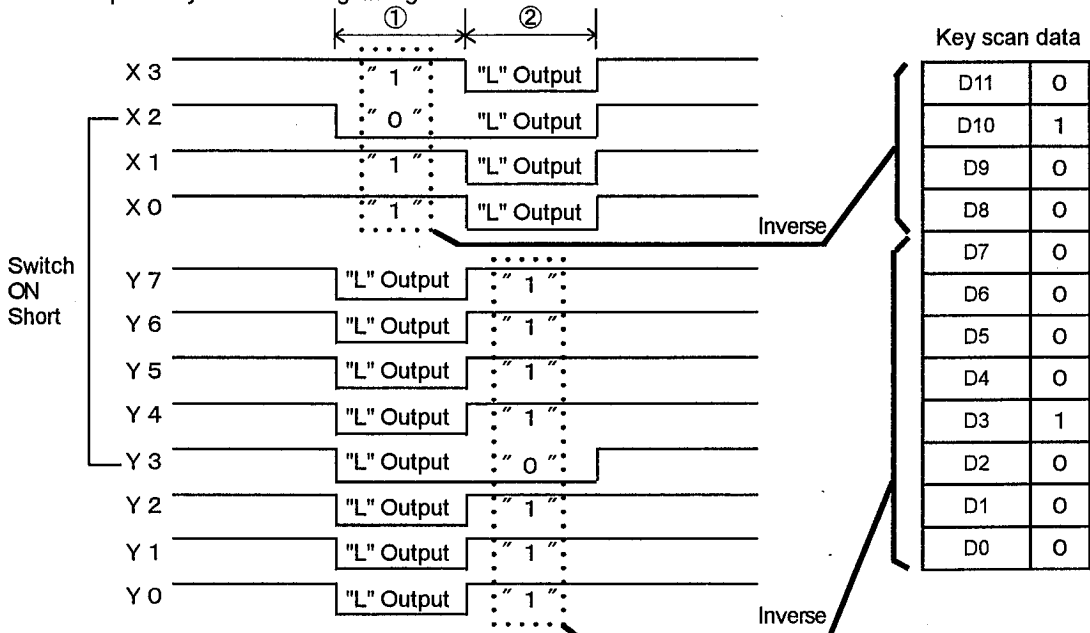 ① ②
Key scan data
X 3 " 1 " "L" Output
X 2 " 0 " "L" Output
X 1 " 1 " "L" Output
X 0 " 1 " "L" Output
Inverse
Switch
ON
Short
Y 7 "L" Output " 1 "
Y 6 "L" Output " 1 "
Y 5 "L" Output " 1 "
Y 4 "L" Output " 1 "
Y 3 "L" Output " 0 "
Y 2 "L" Output " 1 "
Y 1 "L" Output " 1 "
Y 0 "L" Output " 1 "
Inverse
D11 0
D10 1
D9 0
D8 0
D7 0
D6 0
D5 0
D4 0
D3 1
D2 0
D1 0
D0 0